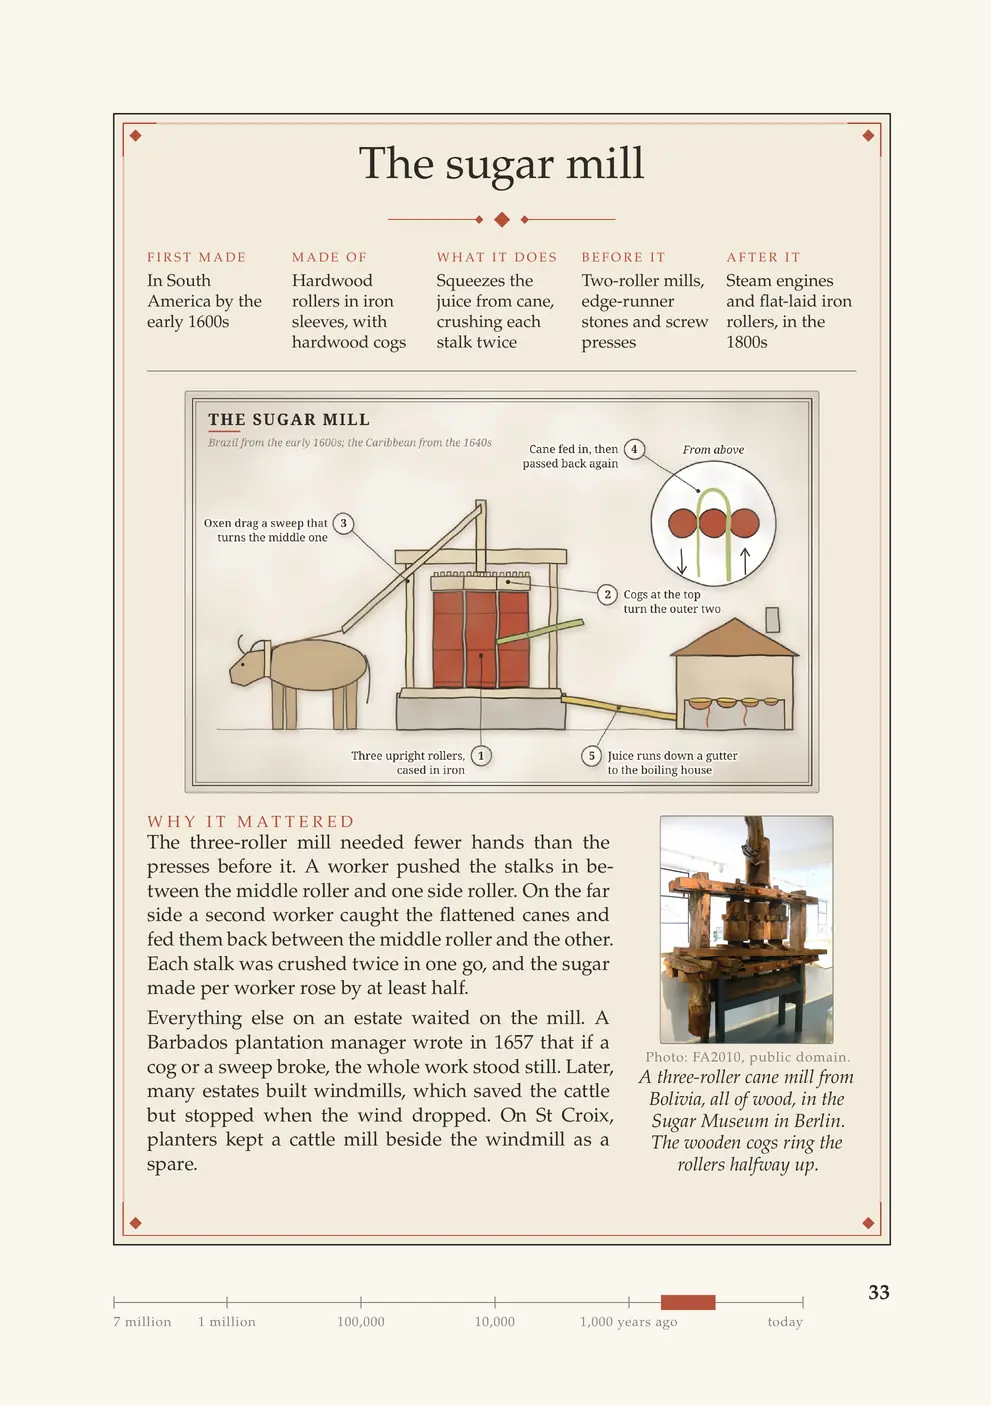 The sugar mill
FIRST MADE
In South
America by the
early 1600s
MADE OF
Hardwood
rollers in iron
sleeves, with
hardwood cogs
WHAT IT DOES
Squeezes the
juice from cane,
crushing each
stalk twice
BEFORE IT
Two-roller mills,
edge-runner
stones and screw
presses
AFTER IT
Steam engines
and flat-laid iron
rollers, in the
1800s
THE SUGAR MILL
Brazil from the early 1600s; the Caribbean from the 1640s
Cane fed in, then
passed back again
4
From above
Oxen drag a sweep that
turns the middle one
3
2
Cogs at the top
turn the outer two
Three upright rollers,
cased in iron
1
5
Juice runs down a gutter
to the boiling house
WHY IT MATTERED
The three-roller mill needed fewer hands than the
presses before it. A worker pushed the stalks in be-
tween the middle roller and one side roller. On the far
side a second worker caught the flattened canes and
fed them back between the middle roller and the other.
Each stalk was crushed twice in one go, and the sugar
made per worker rose by at least half.
Everything else on an estate waited on the mill. A
Barbados plantation manager wrote in 1657 that if a
cog or a sweep broke, the whole work stood still. Later,
many estates built windmills, which saved the cattle
but stopped when the wind dropped. On St Croix,
planters kept a cattle mill beside the windmill as a
spare.
Photo: FA2010, public domain.
A three-roller cane mill from
Bolivia, all of wood, in the
Sugar Museum in Berlin.
The wooden cogs ring the
rollers halfway up.
33
7 million
1 million
100,000
10,000
1,000 years ago
today